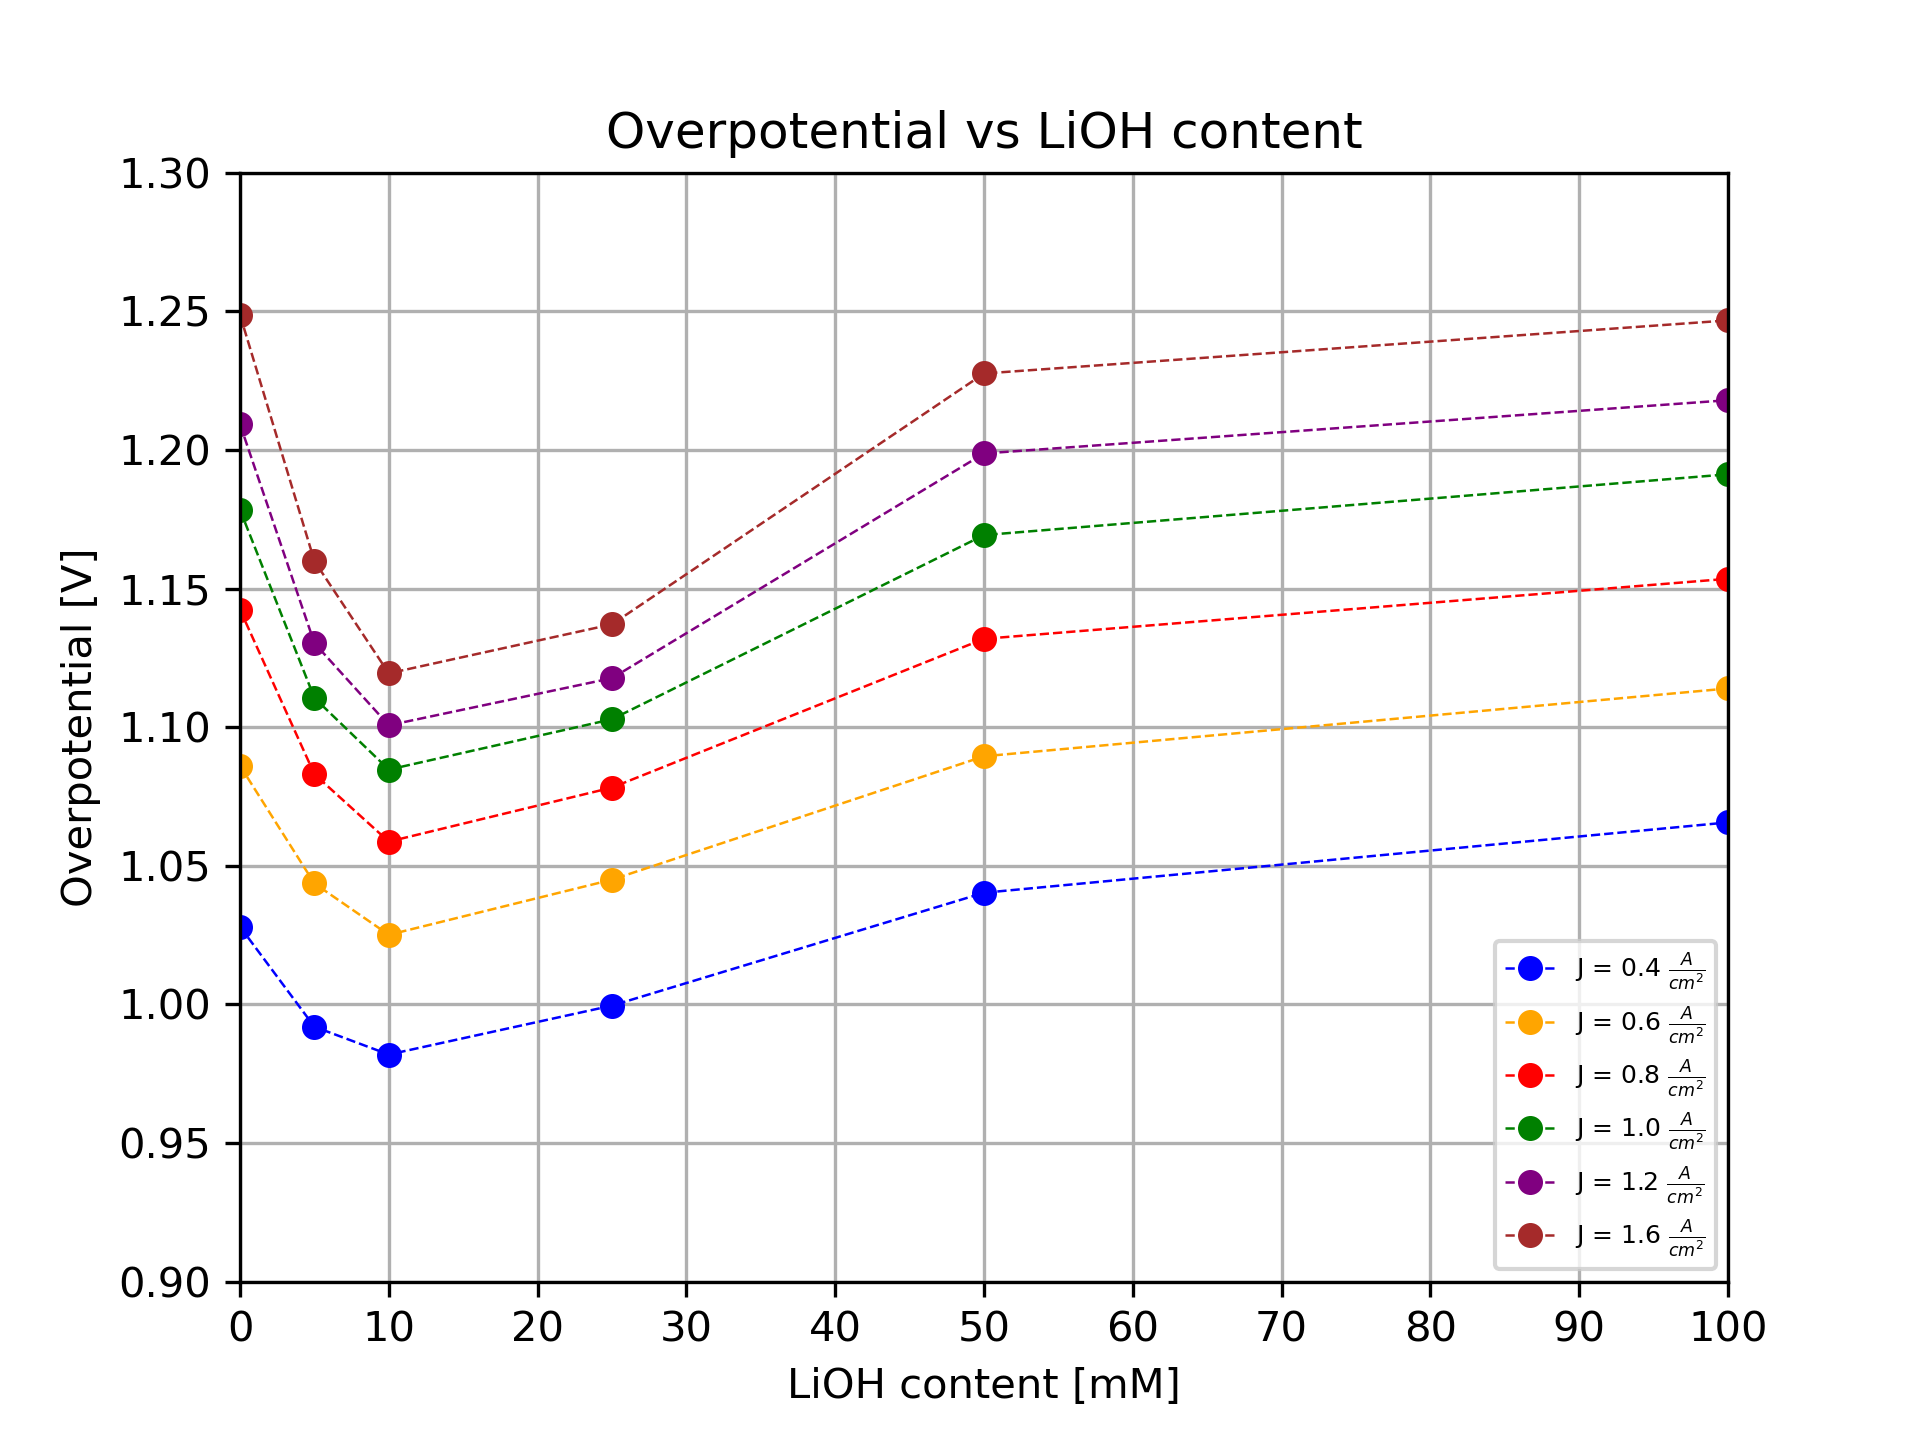 Overpotential vs LiOH content
1.30
1.25
1.20
1.15
1.10
1.05
1.00
0.95
0.90
Overpotential [V]
0 10 20 30 40 50 60 70 80 90 100
LiOH content [mM]
J = 0.4 A/cm²
J = 0.6 A/cm²
J = 0.8 A/cm²
J = 1.0 A/cm²
J = 1.2 A/cm²
J = 1.6 A/cm²